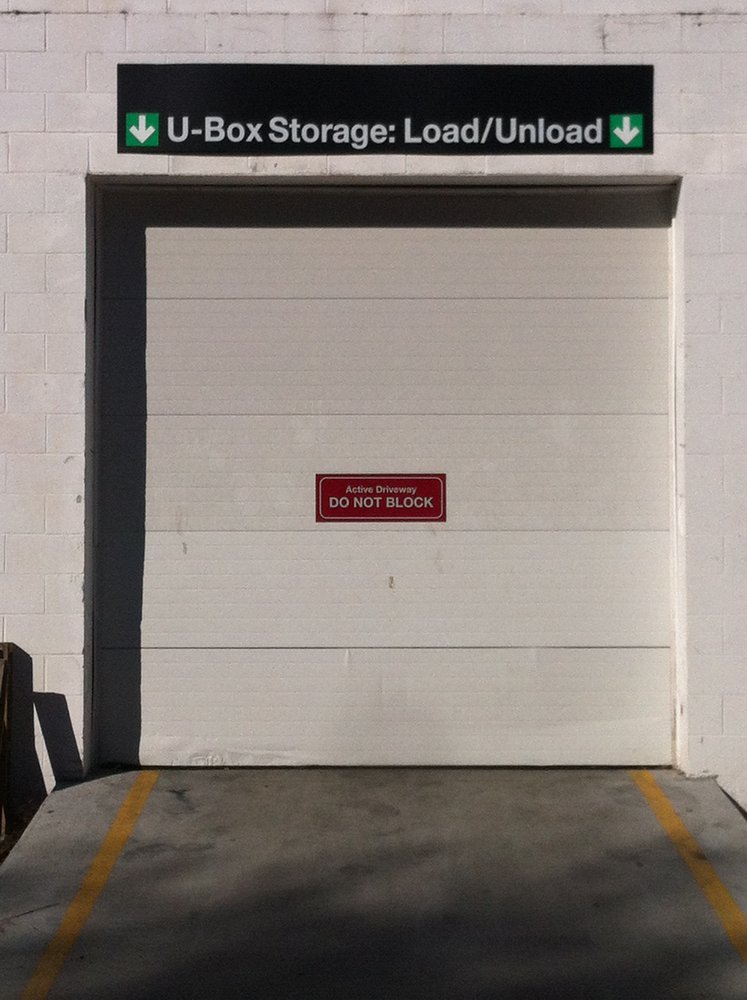 U-Box Storage: Load/Unload
Active Driveway
DO NOT BLOCK